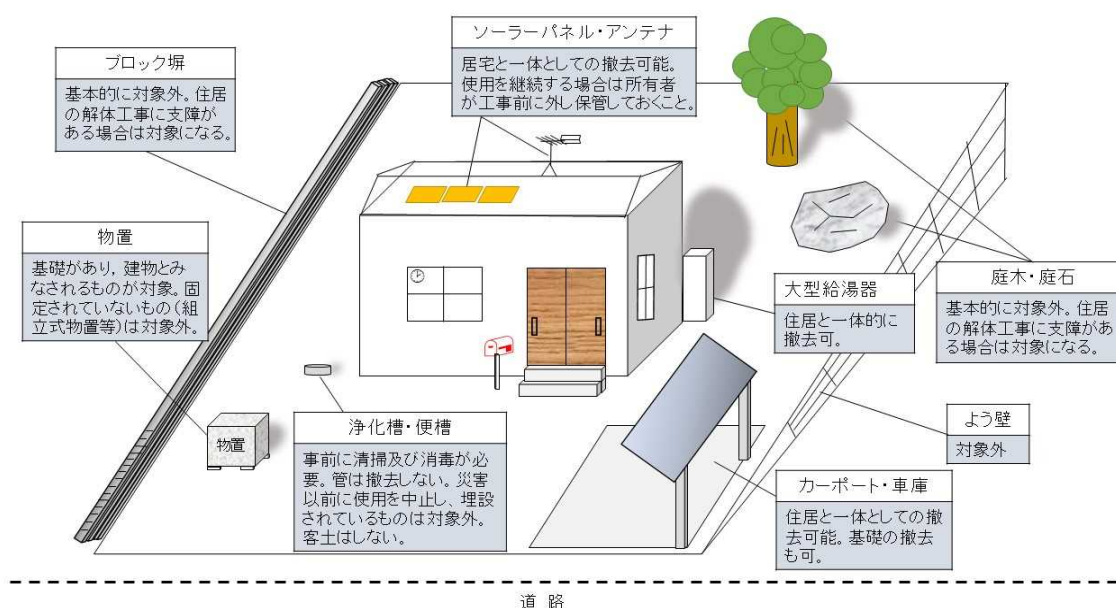 ソーラーパネル・アンテナ
居宅と一体としての撤去可能。
使用を継続する場合は所有者
が工事前に外し保管しておくこと。
ブロック塀
基本的に対象外。住居
の解体工事に支障が
ある場合は対象になる。
物置
基礎があり，建物とみ
なされるものが対象。固
定されていないもの（組
立式物置等）は対象外。
大型給湯器
住居と一体的に
撤去可。
庭木・庭石
基本的に対象外。住居
の解体工事に支障があ
る場合は対象になる。
物置
浄化槽・便槽
事前に清掃及び消毒が必
要。管は撤去しない。災害
以前に使用を中止し、埋設
されているものは対象外。
客土はしない。
よう壁
対象外
カーポート・車庫
住居と一体としての撤
去可能。基礎の撤去
も可。
道 路